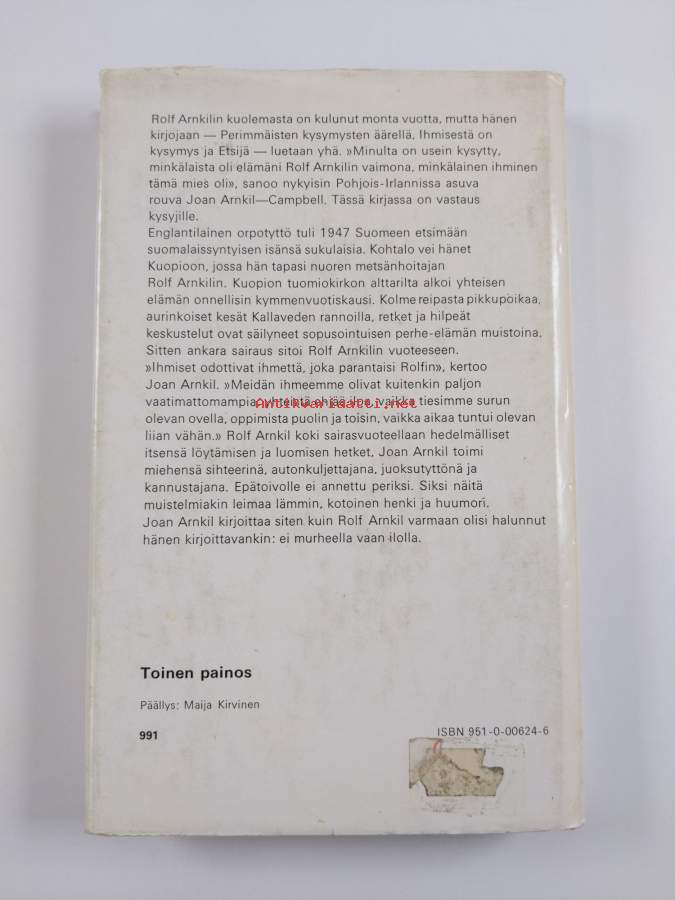 Rolf Arnkilin kuolemasta on kulunut monta vuotta, mutta hänen
kirjojaan — Perimmäisten kysymysten äärellä, Ihmisestä on
kysymys ja Etsijä — luetaan yhä. »Minulta on usein kysytty,
minkälaista oli elämäni Rolf Arnkilin vaimona, minkälainen ihminen
tämä mies oli», sanoo nykyisin Pohjois-Irlannissa asuva
rouva Joan Arnkil—Campbell. Tässä kirjassa on vastaus
kysyjille.
Englantilainen orpotyttö tuli 1947 Suomeen etsimään
suomalaissyntyisen isänsä sukulaisia. Kohtalo vei hänet
Kuopioon, jossa hän tapasi nuoren metsänhoitajan
Rolf Arnkilin. Kuopion tuomiokirkon alttarilta alkoi yhteisen
elämän onnellisin kymmenvuotiskausi. Kolme reipasta pikkupoikaa,
aurinkoiset kesät Kallaveden rannoilla, retket ja hilpeät
keskustelut ovat säilyneet sopusointuisen perhe-elämän muistoina.
Sitten ankara sairaus sitoi Rolf Arnkilin vuoteeseen.
»Ihmiset odottivat ihmettä, joka parantaisi Rolfin», kertoo
Joan Arnkil. »Meidän ihmeemme olivat kuitenkin paljon
vaatimattomampia: yhteistä iloa, vaikka tiesimme surun
Antikvariaatti.net
olevan ovella, oppimista puolin ja toisin, vaikka aikaa tuntui olevan
liian vähän.» Rolf Arnkil koki sairasvuoteellaan hedelmälliset
itsensä löytämisen ja luomisen hetket, Joan Arnkil toimi
miehensä sihteerinä, autonkuljettajana, juoksutyttönä ja
kannustajana. Epätoivolle ei annettu periksi. Siksi näitä
muistelmiakin leimaa lämmin, kotoinen henki ja huumori.
Joan Arnkil kirjoittaa siten kuin Rolf Arnkil varmaan olisi halunnut
hänen kirjoittavankin: ei murheella vaan ilolla.
Toinen painos
Päällys: Maija Kirvinen
991
ISBN 951-0-00624-6